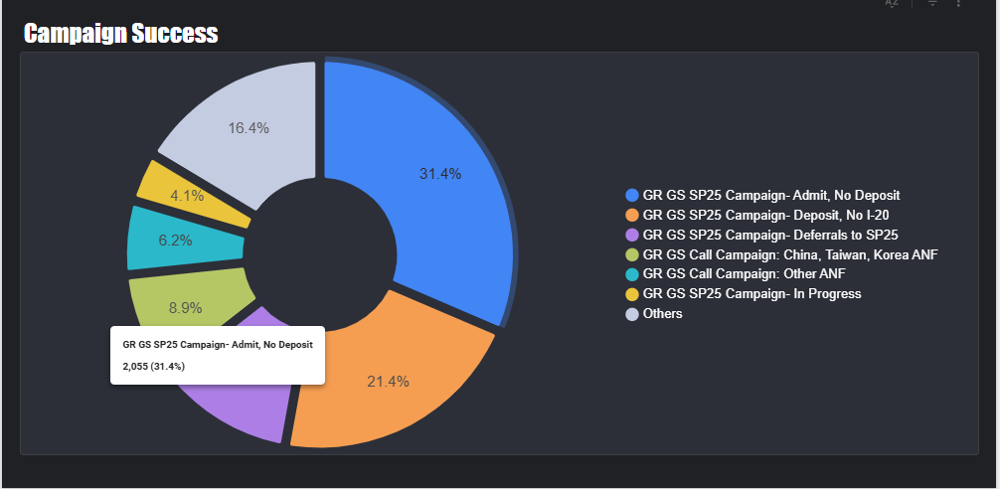 AZ
Campaign Success
16.4%
31.4%
4.1%
6.2%
8.9%
21.4%
GR GS SP25 Campaign- Admit, No Deposit
2,055 (31.4%)
GR GS SP25 Campaign- Admit, No Deposit
GR GS SP25 Campaign- Deposit, No I-20
GR GS SP25 Campaign- Deferrals to SP25
GR GS Call Campaign: China, Taiwan, Korea ANF
GR GS Call Campaign: Other ANF
GR GS SP25 Campaign- In Progress
Others